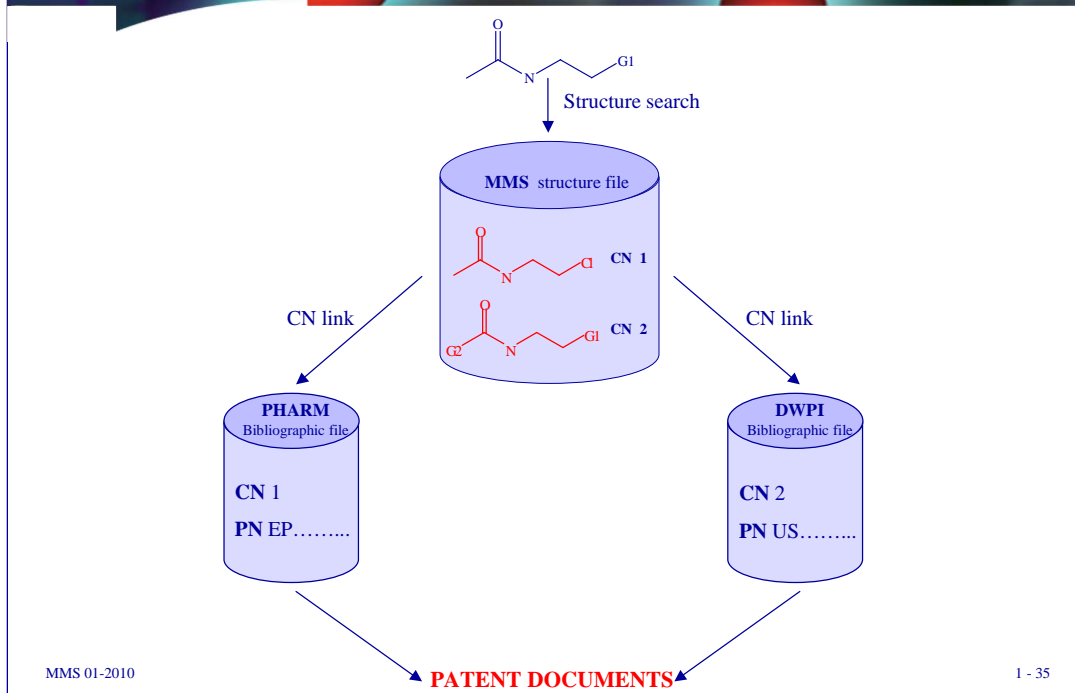 O
N
G1
Structure search
MMS structure file
O
N
Cl
CN 1
O
G2
N
G1
CN 2
CN link
CN link
PHARM
Bibliographic file
CN 1
PN EP……...
DWPI
Bibliographic file
CN 2
PN US……...
MMS 01-2010
PATENT DOCUMENTS
1 - 35